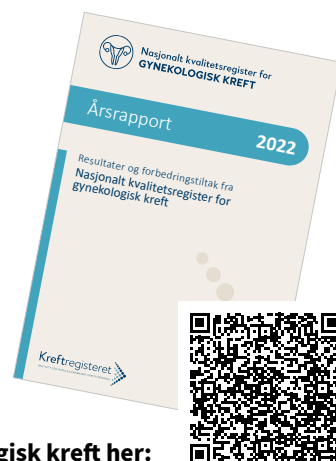 Nasjonalt kvalitetsregister for
GYNEKOLOGISK KREFT
Årsrapport
2022
Resultater og forbedringstiltak fra
Nasjonalt kvalitetsregister for
gynekologisk kreft
Kreftregisteret
gisk kreft her: